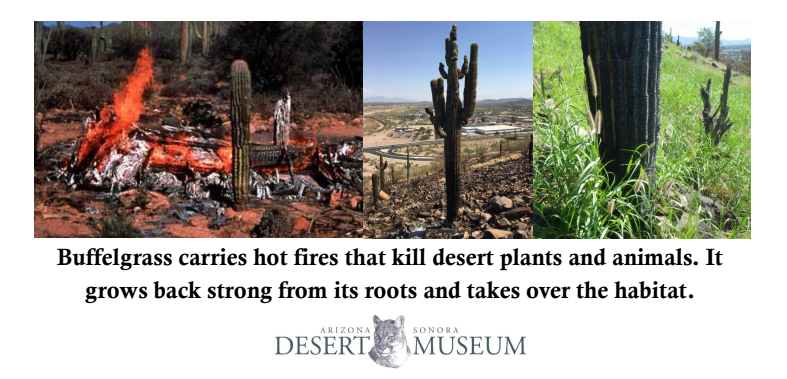 Buffelgrass carries hot fires that kill desert plants and animals. It
grows back strong from its roots and takes over the habitat.
ARIZONA SONORA
DESERT MUSEUM